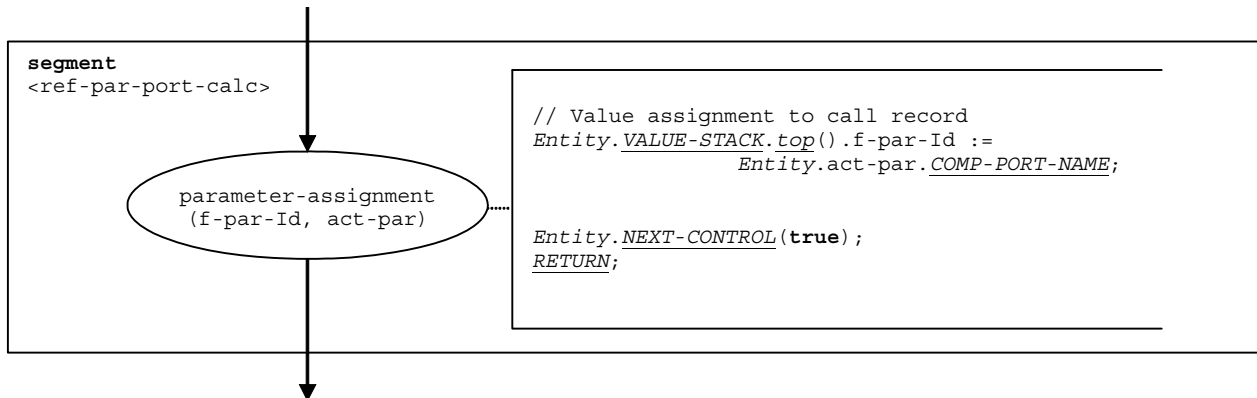 segment
<ref-par-port-calc>
parameter-assignment
(f-par-Id, act-par)
// Value assignment to call record
Entity.VALUE-STACK.top().f-par-Id :=
Entity.act-par.COMP-PORT-NAME;
Entity.NEXT-CONTROL(true);
RETURN;